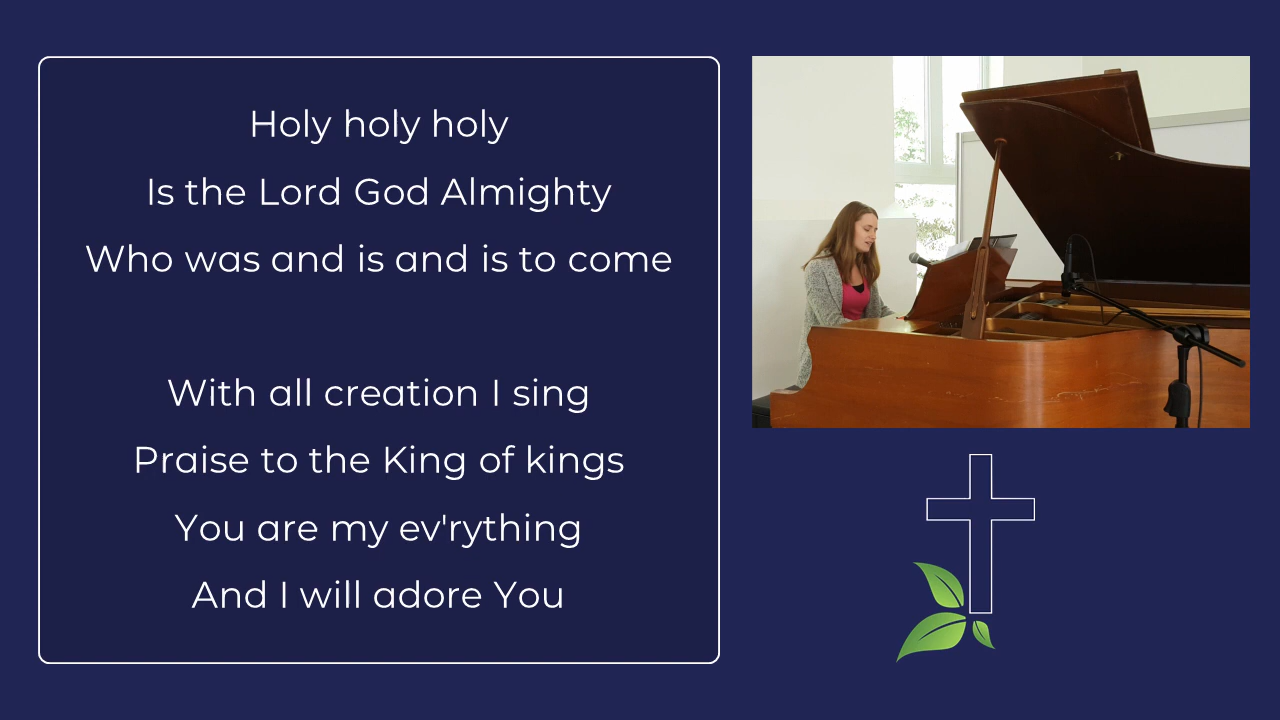 Holy holy holy
Is the Lord God Almighty
Who was and is and is to come
With all creation I sing
Praise to the King of kings
You are my ev'rything
And I will adore You